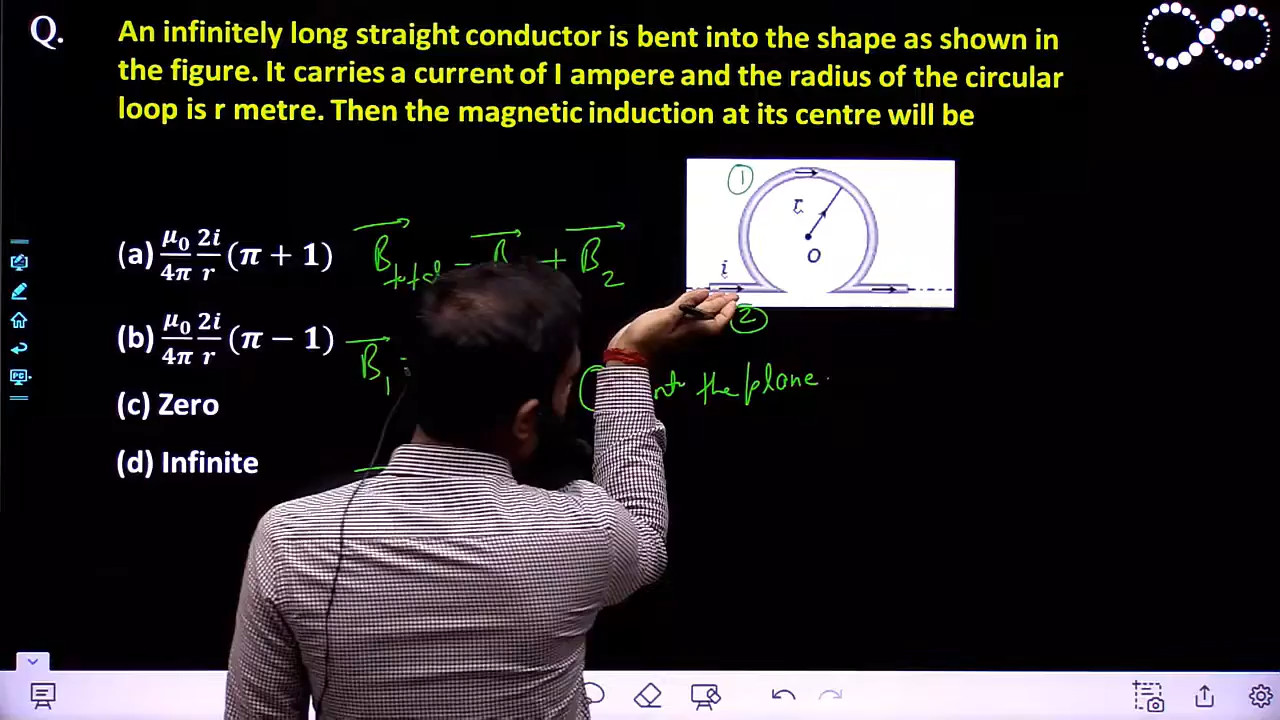 Q. An infinitely long straight conductor is bent into the shape as shown in
the figure. It carries a current of I ampere and the radius of the circular
loop is r metre. Then the magnetic induction at its centre will be
(a) μ₀/4π 2i/r (π + 1)
(b) μ₀/4π 2i/r (π − 1)
(c) Zero
(d) Infinite
B total = B + B₂
B₁
the plane.
1
r
O
i
2
PC